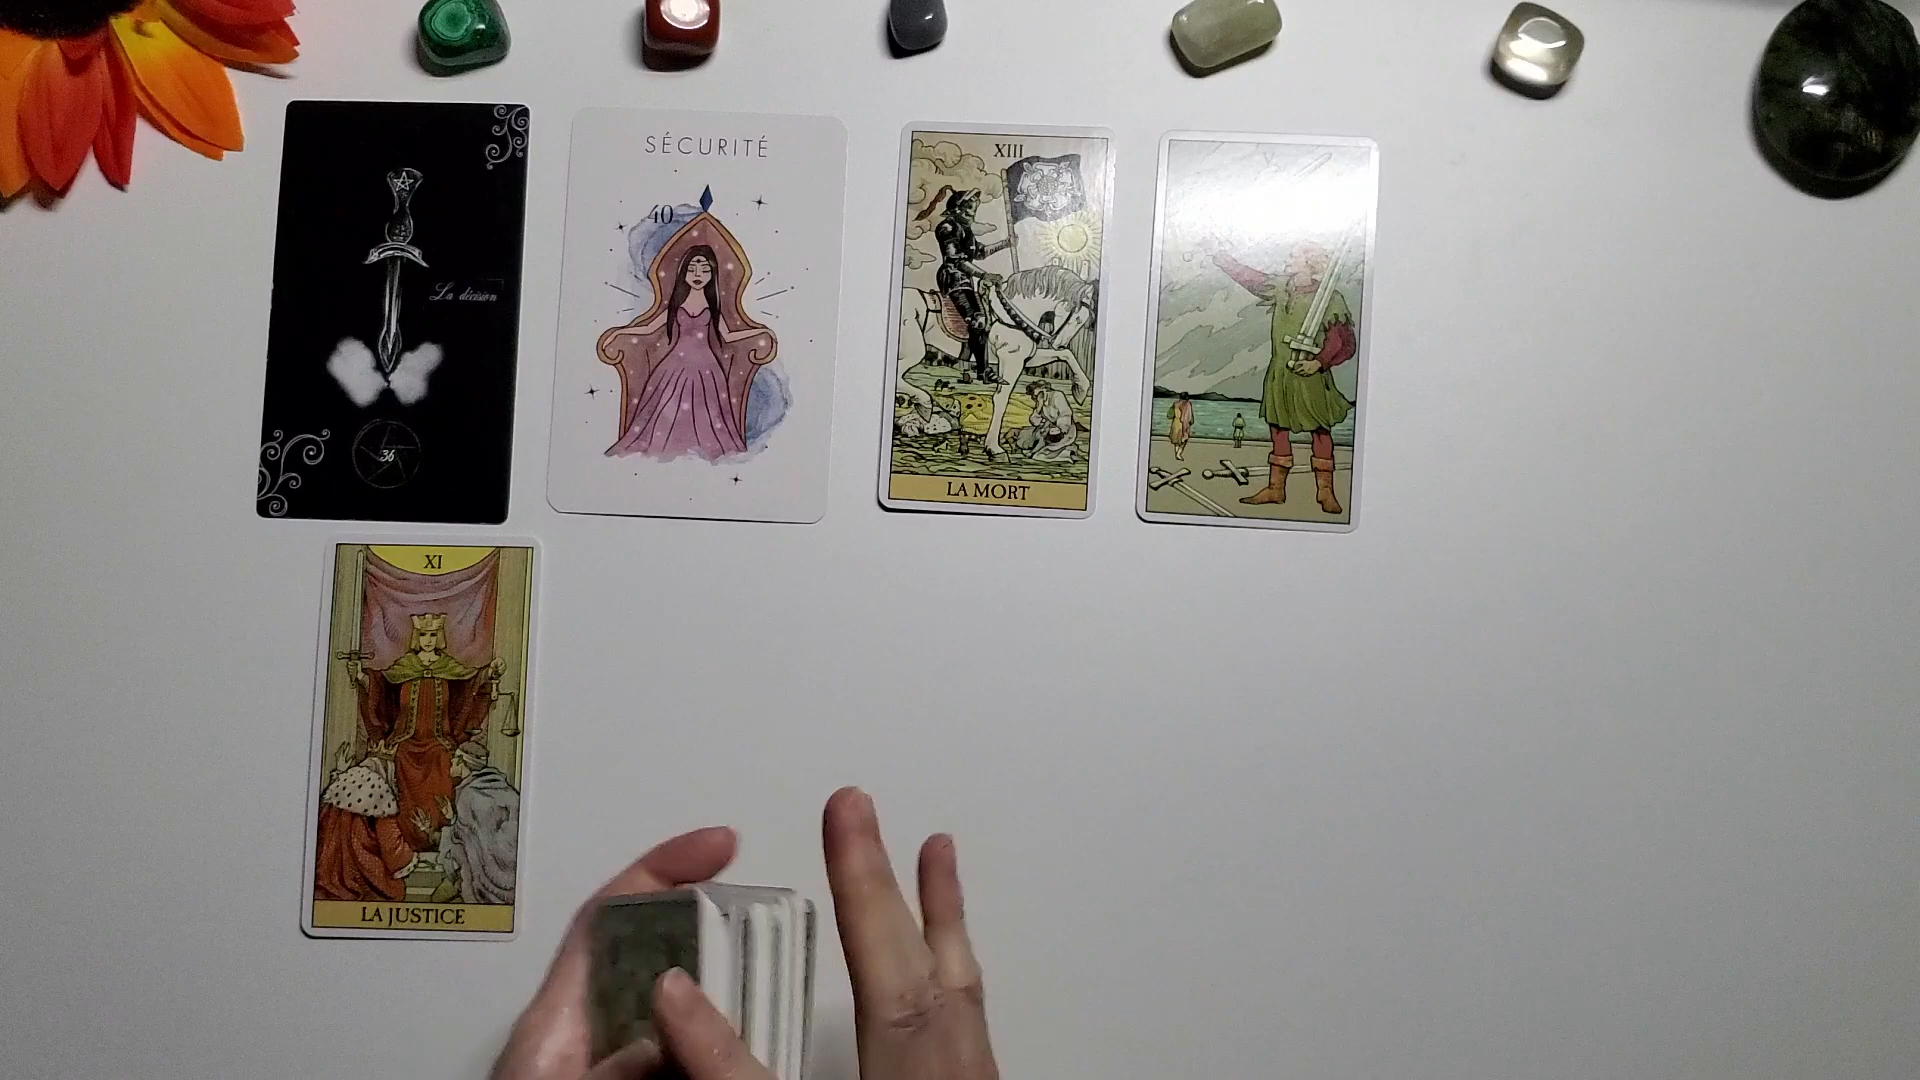 La décision
36
SÉCURITÉ
40
XIII
LA MORT
V
XI
LA JUSTICE